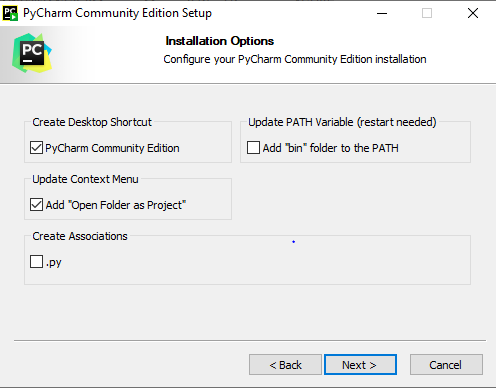 PyCharm Community Edition Setup
PC
Installation Options
Configure your PyCharm Community Edition installation
Create Desktop Shortcut
PyCharm Community Edition
Update PATH Variable (restart needed)
Add "bin" folder to the PATH
Update Context Menu
Add "Open Folder as Project"
Create Associations
.py
< Back
Next >
Cancel